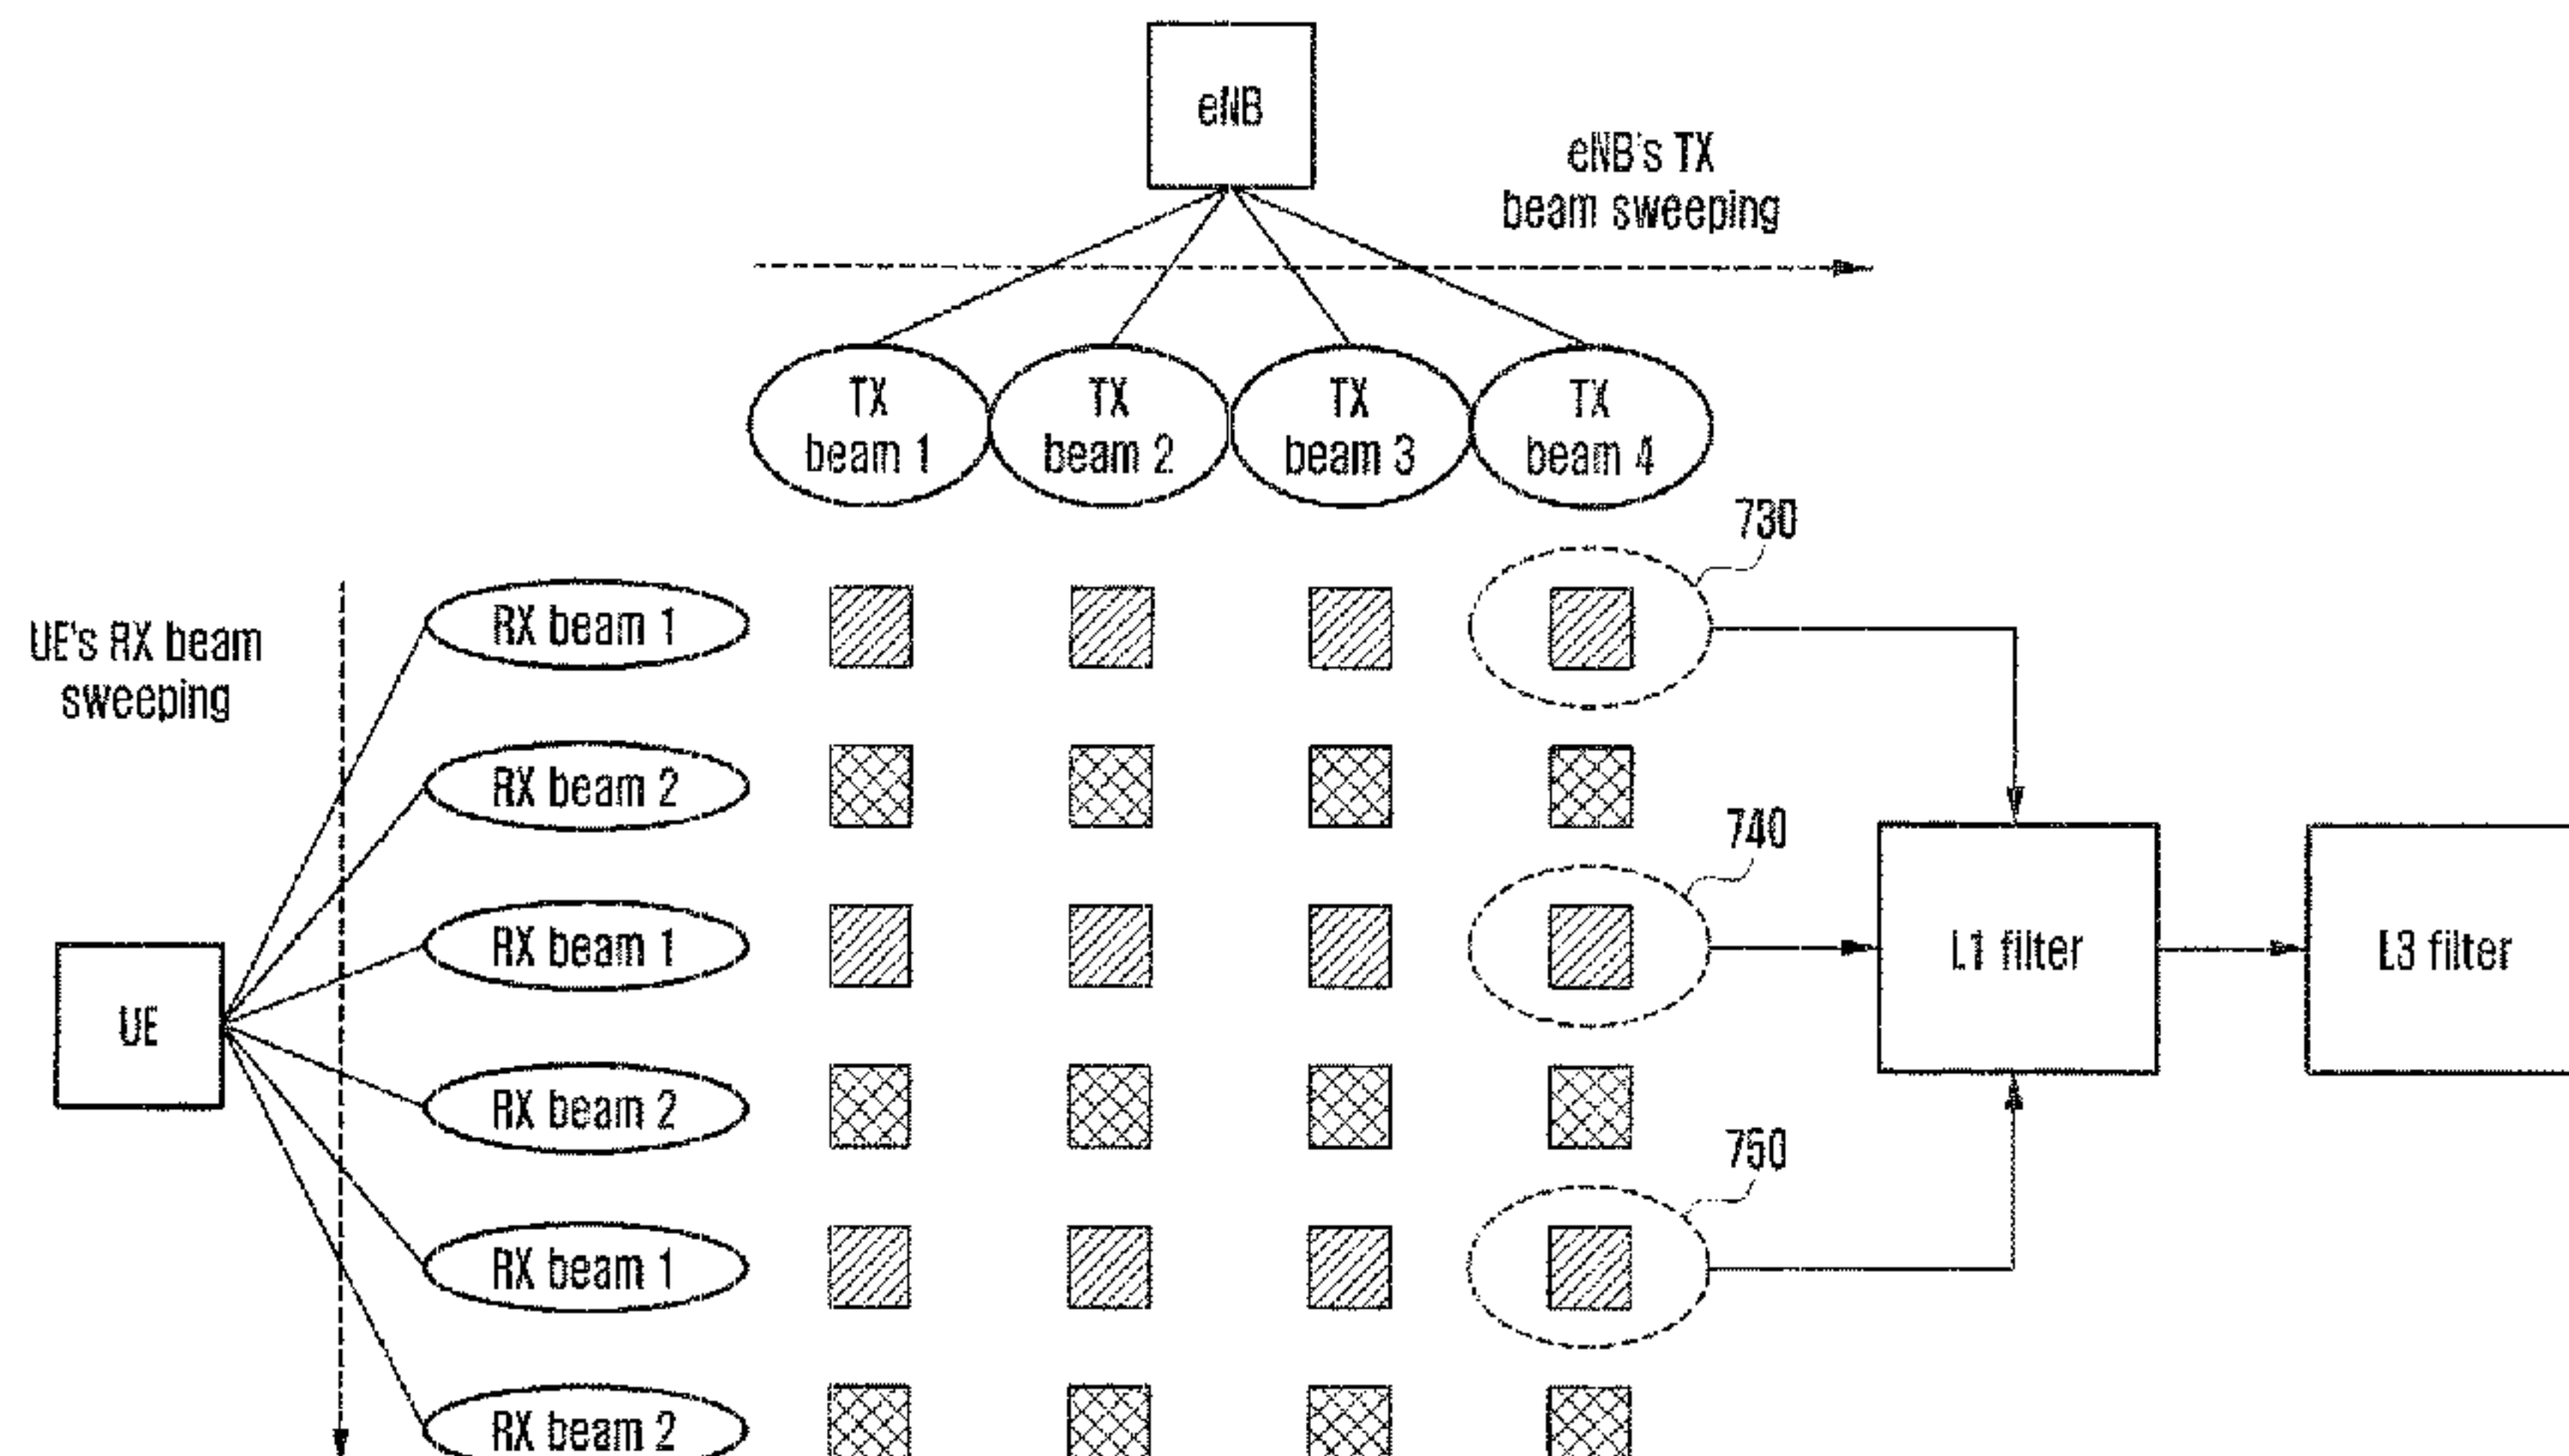 eNB
eNB's TX
beam sweeping
TX
beam 1
TX
beam 2
TX
beam 3
TX
beam 4
730
UE's RX beam
sweeping
RX beam 1
RX beam 2
740
RX beam 1
L1 filter
L3 filter
UE
RX beam 2
750
RX beam 1
RX beam 2